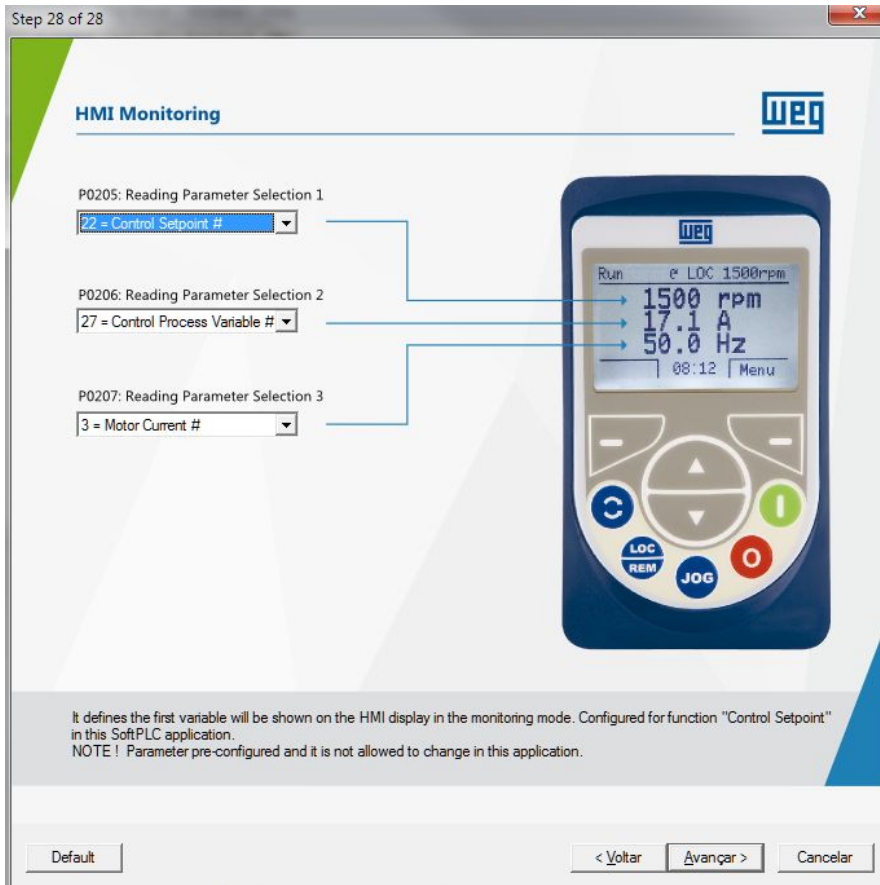 Step 28 of 28
X
HMI Monitoring
WEG
P0205: Reading Parameter Selection 1
22 = Control Setpoint #
P0206: Reading Parameter Selection 2
27 = Control Process Variable #
P0207: Reading Parameter Selection 3
3 = Motor Current #
WEG
Run @ LOC 1500rpm
1500 rpm
17.1 A
50.0 Hz
08:12 Menu
LOC
REM
JOG
It defines the first variable will be shown on the HMI display in the monitoring mode. Configured for function "Control Setpoint"
in this SoftPLC application.
NOTE ! Parameter pre-configured and it is not allowed to change in this application.
Default
< Voltar
Avançar >
Cancelar